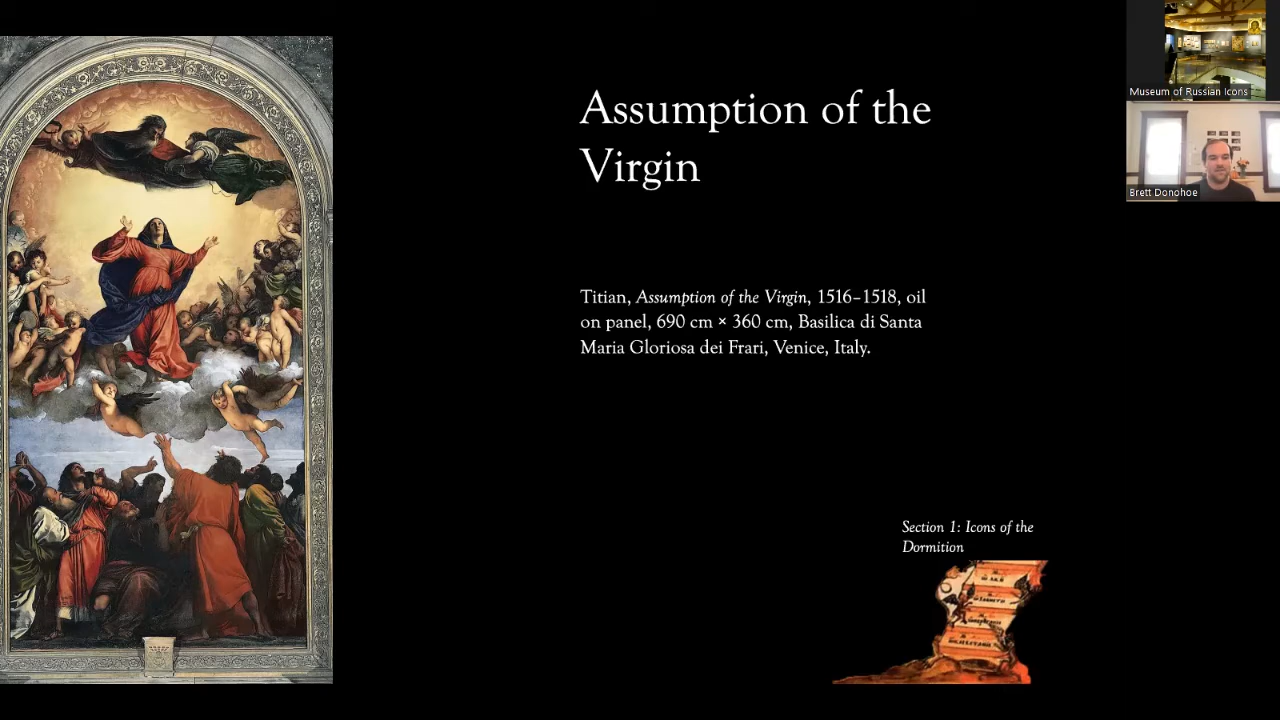 Assumption of the
Virgin
Titian, Assumption of the Virgin, 1516–1518, oil
on panel, 690 cm × 360 cm, Basilica di Santa
Maria Gloriosa dei Frari, Venice, Italy.
Section 1: Icons of the
Dormition
Museum of Russian Icons
Brett Donohoe